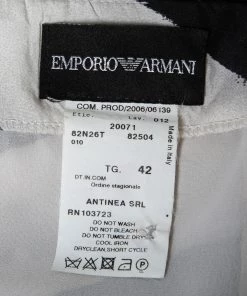 EMPORIO ARMANI
COM. PROD/2006/06139
Etic. Lav. 012
20071
82N26T 82504
010
Made in Italy
TG. 42
DT.IN.COM
Ordine stagionale
ANTINEA SRL
RN103723
DO NOT WASH
DO NOT BLEACH
DO NOT TUMBLE DRY
COOL IRON
DRYCLEAN,SHORT CYCLE